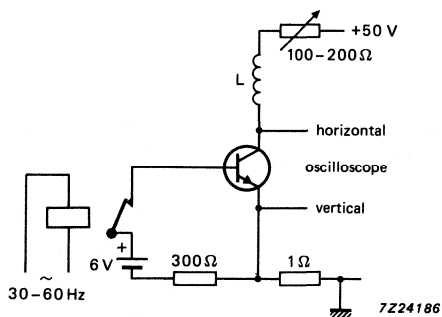 +50 V
100–200Ω
L
horizontal
oscilloscope
vertical
+
6 V
300Ω
1Ω
~
30–60 Hz
7Z24186